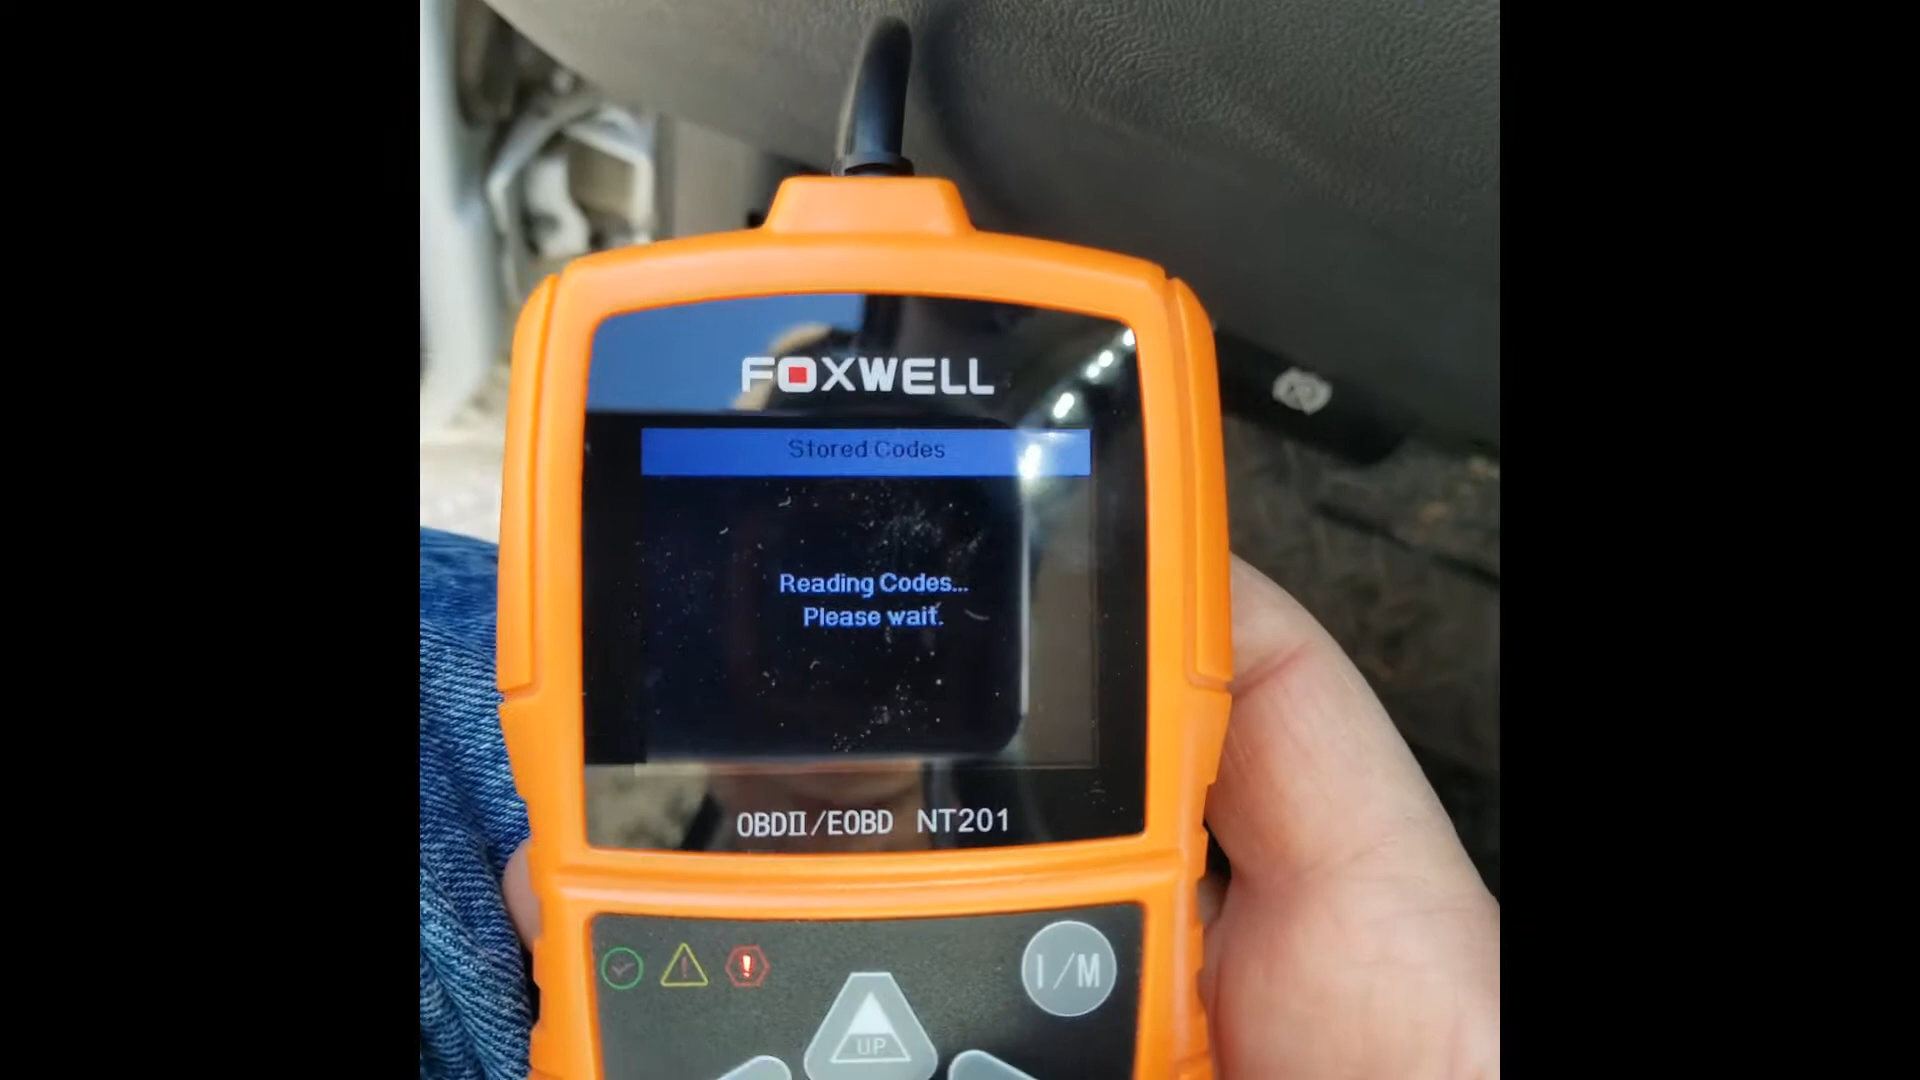 FOXWELL
Stored Codes
Reading Codes...
Please wait.
OBDII/EOBD NT201
I/M
UP